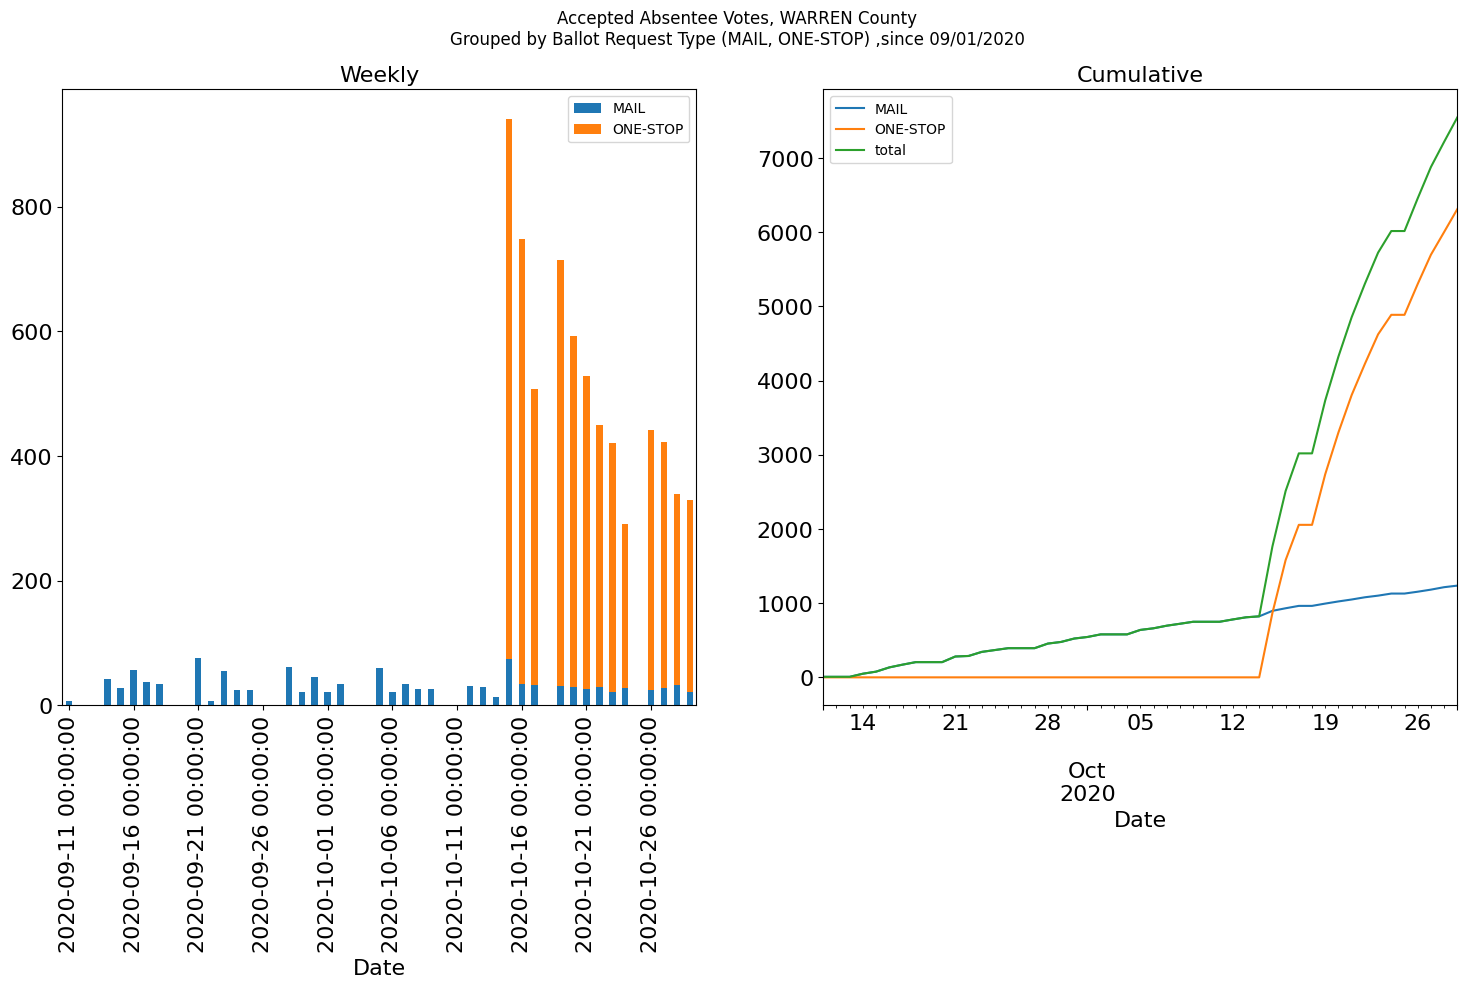 Accepted Absentee Votes, WARREN County
Grouped by Ballot Request Type (MAIL, ONE-STOP) ,since 09/01/2020
Weekly
MAIL
ONE-STOP
800
600
400
200
0
2020-09-11 00:00:00
2020-09-16 00:00:00
2020-09-21 00:00:00
2020-09-26 00:00:00
2020-10-01 00:00:00
2020-10-06 00:00:00
2020-10-11 00:00:00
2020-10-16 00:00:00
2020-10-21 00:00:00
2020-10-26 00:00:00
Date
Cumulative
MAIL
ONE-STOP
total
7000
6000
5000
4000
3000
2000
1000
0
14 21 28 05 12 19 26
Oct
2020
Date